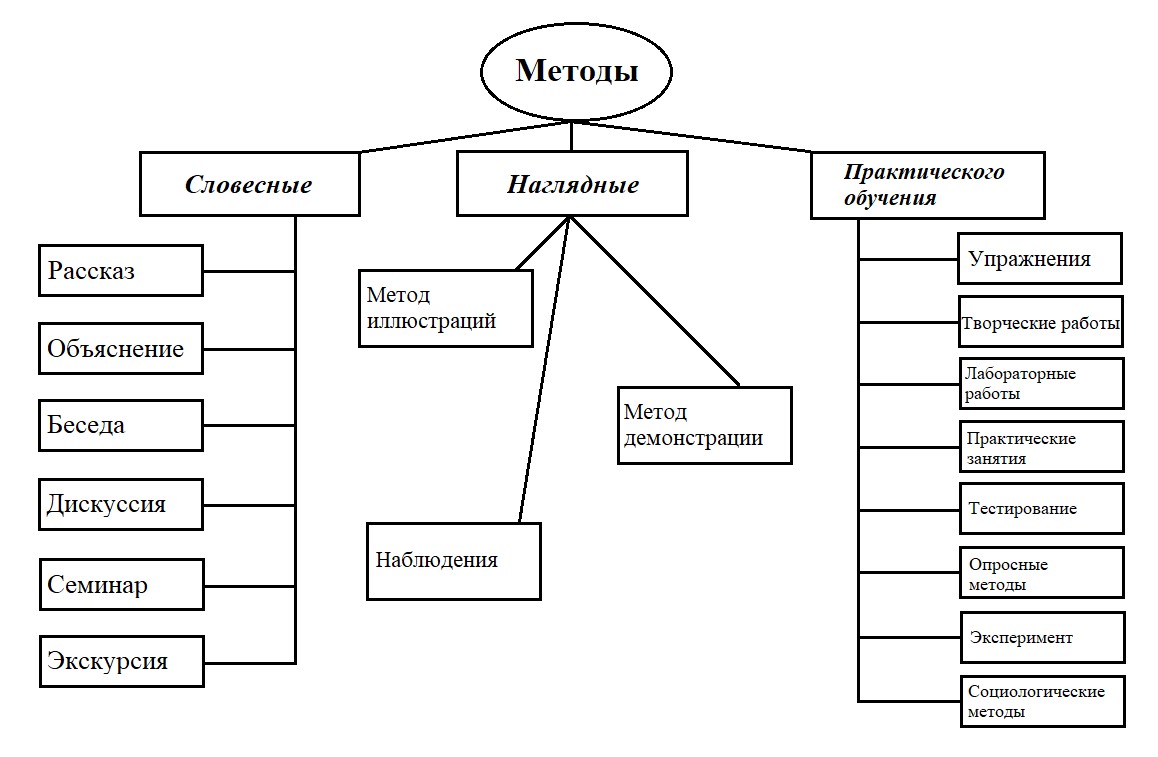 Методы
Словесные
Наглядные
Практического
обучения
Рассказ
Объяснение
Беседа
Дискуссия
Семинар
Экскурсия
Метод
иллюстраций
Метод
демонстрации
Наблюдения
Упражнения
Творческие работы
Лабораторные
работы
Практические
занятия
Тестирование
Опросные
методы
Эксперимент
Социологические
методы